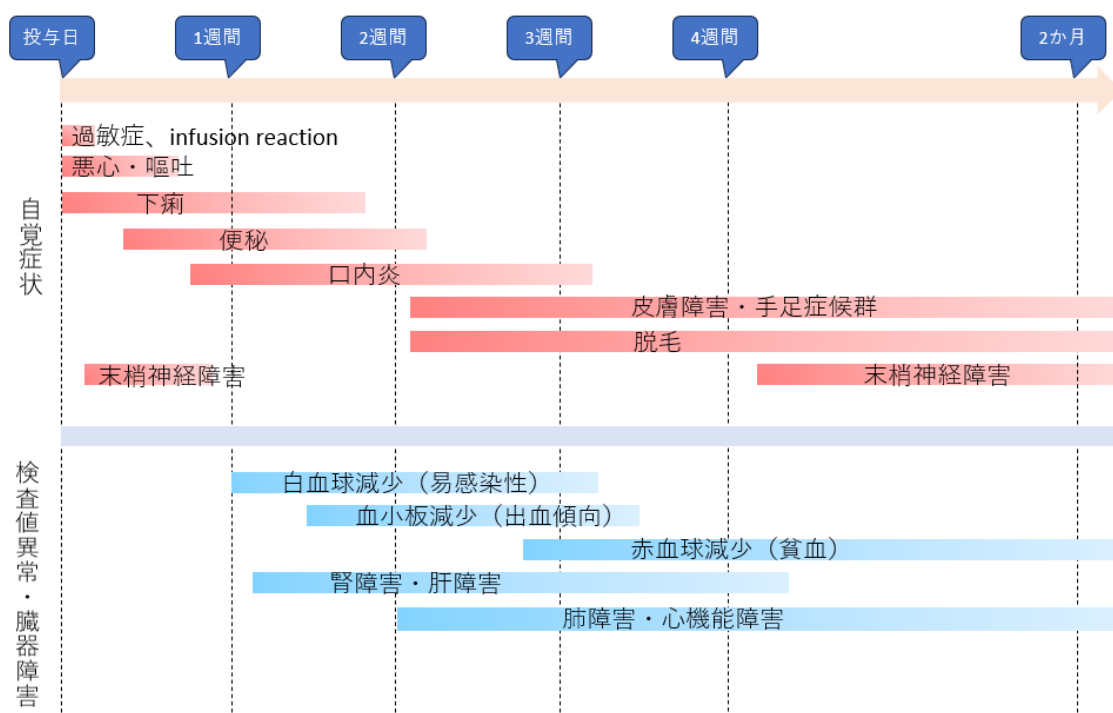 投与日
1週間
2週間
3週間
4週間
2か月
自覚症状
過敏症、infusion reaction
悪心・嘔吐
下痢
便秘
口内炎
皮膚障害・手足症候群
脱毛
末梢神経障害
末梢神経障害
検査値異常・臓器障害
白血球減少（易感染性）
血小板減少（出血傾向）
赤血球減少（貧血）
腎障害・肝障害
肺障害・心機能障害